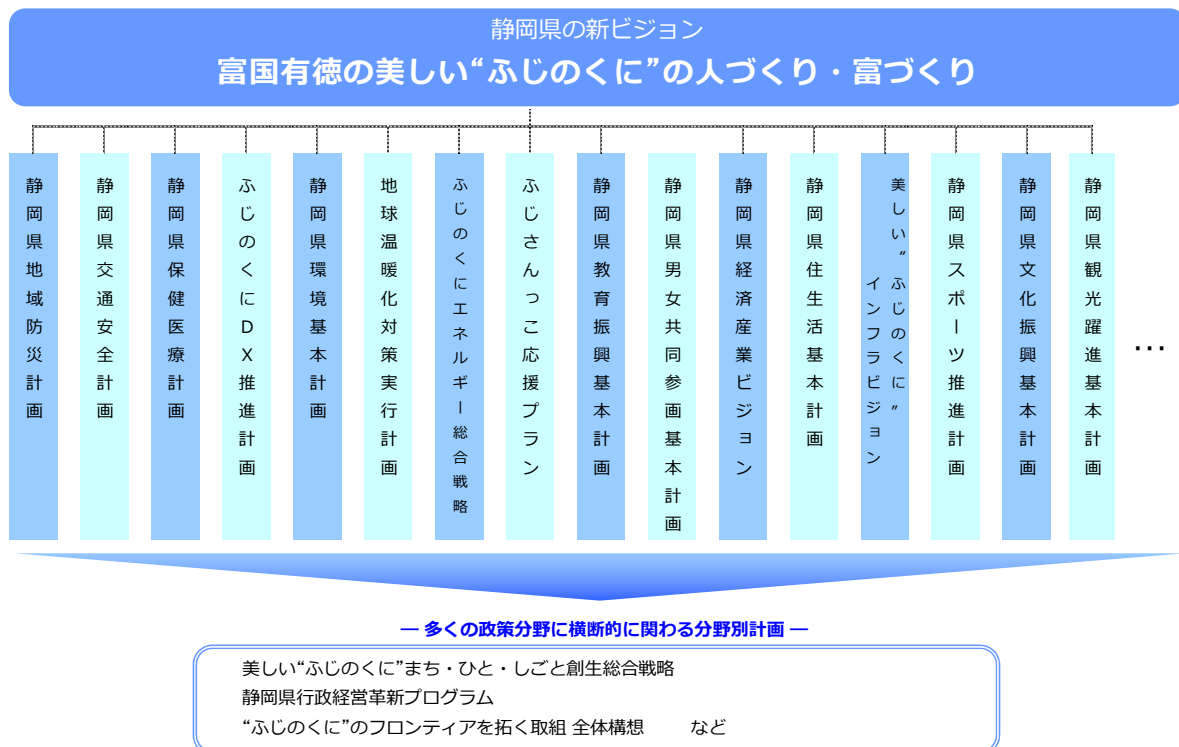 静岡県の新ビジョン
富国有徳の美しい“ふじのくに”の人づくり・富づくり
静岡県地域防災計画
静岡県交通安全計画
静岡県保健医療計画
ふじのくにDX推進計画
静岡県環境基本計画
地球温暖化対策実行計画
ふじのくにエネルギー総合戦略
ふじさんっこ応援プラン
静岡県教育振興基本計画
静岡県男女共同参画基本計画
静岡県経済産業ビジョン
静岡県住生活基本計画
美しい“ふじのくに”
インフラビジョン
静岡県スポーツ推進計画
静岡県文化振興基本計画
静岡県観光躍進基本計画
…
― 多くの政策分野に横断的に関わる分野別計画 ―
美しい“ふじのくに”まち・ひと・しごと創生総合戦略
静岡県行政経営革新プログラム
“ふじのくに”のフロンティアを拓く取組 全体構想　　など